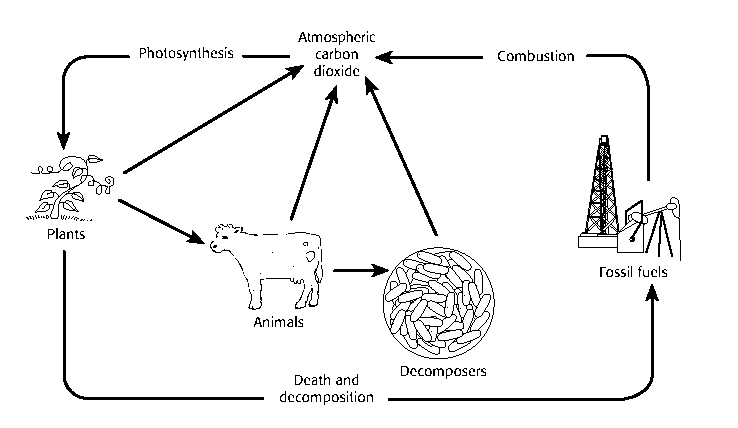 Atmospheric
carbon
dioxide
Photosynthesis
Combustion
Plants
Fossil fuels
Animals
Decomposers
Death and
decomposition